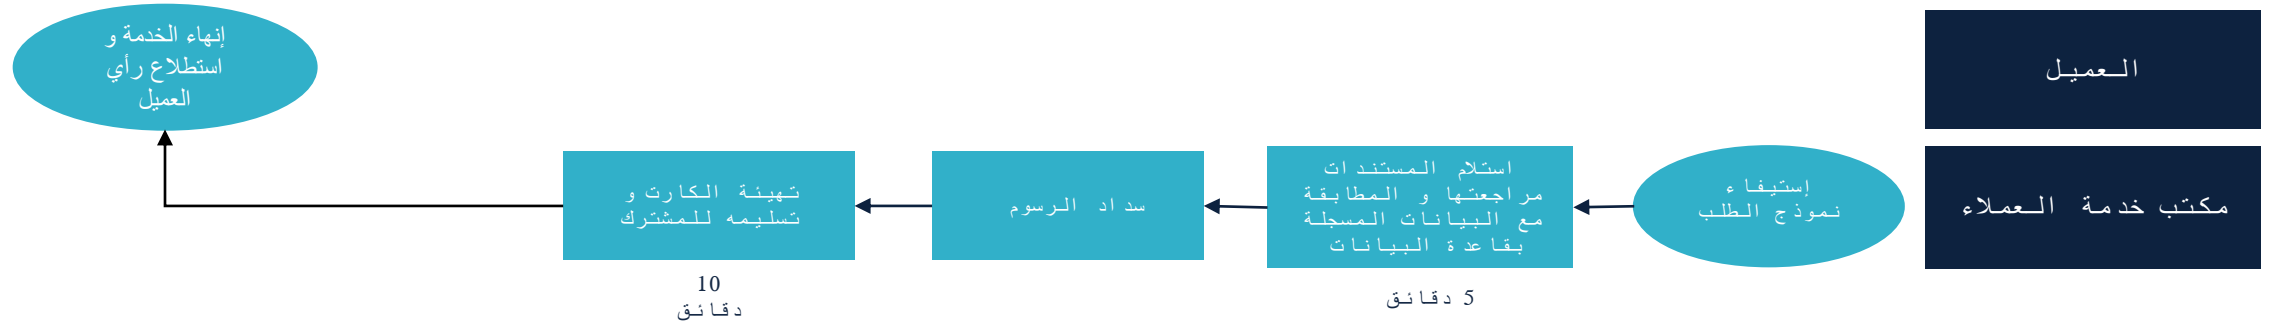 العميل
إنهاء الخدمة و
استطلاع رأي
العميل
مكتب خدمة العملاء
إستيفاء
نموذج الطلب
استلام المستندات
مراجعتها و المطابقة
مع البيانات المسجلة
بقاعدة البيانات
5 دقائق
سداد الرسوم
تهيئة الكارت و
تسليمه للمشترك
10
دقائق